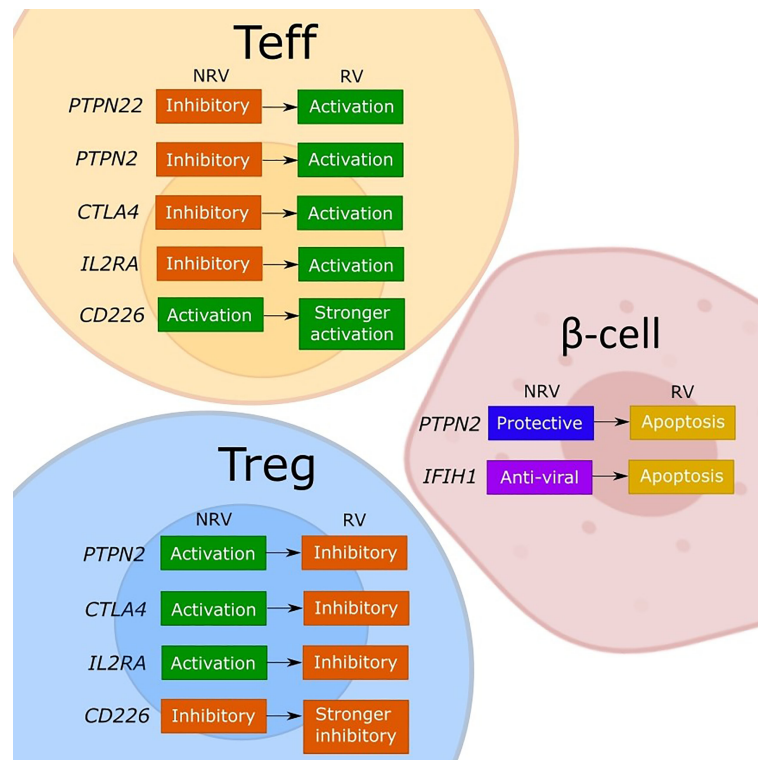 Teff
NRV RV
PTPN22 Inhibitory Activation
PTPN2 Inhibitory Activation
CTLA4 Inhibitory Activation
IL2RA Inhibitory Activation
CD226 Activation Stronger
activation
β-cell
NRV RV
PTPN2 Protective Apoptosis
IFIH1 Anti-viral Apoptosis
Treg
NRV RV
PTPN2 Activation Inhibitory
CTLA4 Activation Inhibitory
IL2RA Activation Inhibitory
CD226 Inhibitory Stronger
inhibitory